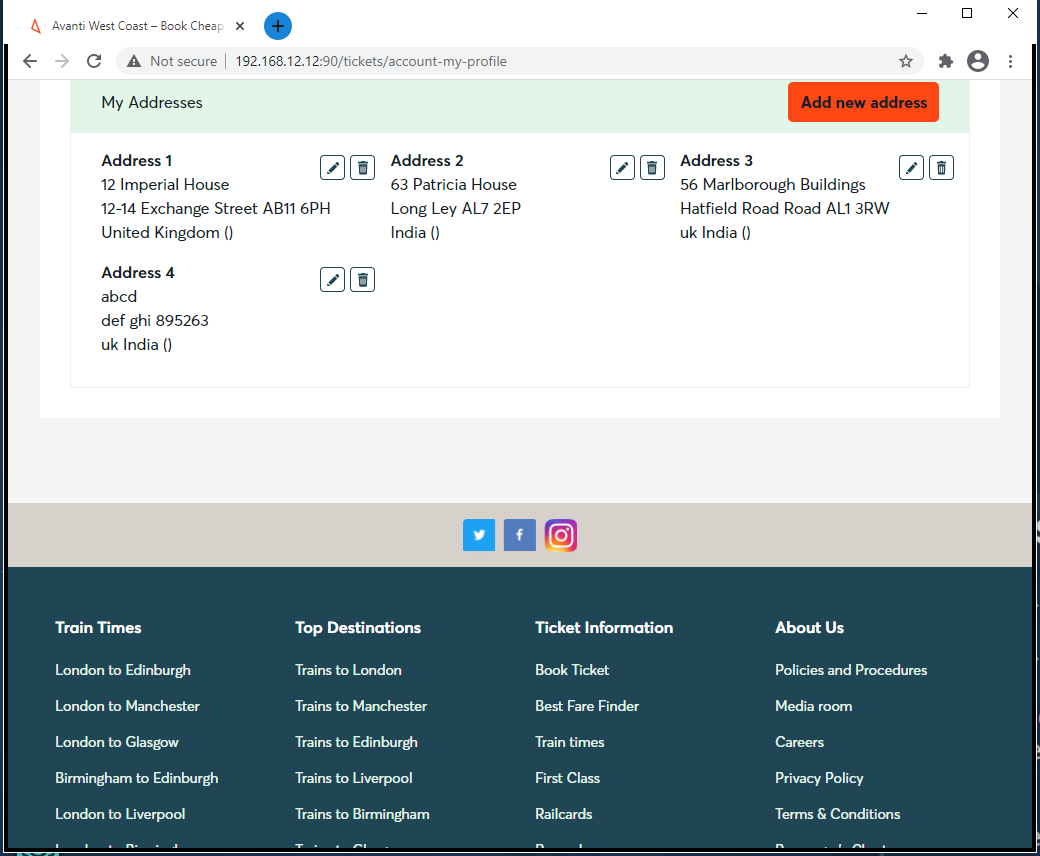 Avanti West Coast – Book Cheap
Not secure | 192.168.12.12:90/tickets/account-my-profile
My Addresses
Add new address
Address 1
12 Imperial House
12-14 Exchange Street AB11 6PH
United Kingdom ()
Address 2
63 Patricia House
Long Ley AL7 2EP
India ()
Address 3
56 Marlborough Buildings
Hatfield Road Road AL1 3RW
uk India ()
Address 4
abcd
def ghi 895263
uk India ()
Train Times
London to Edinburgh
London to Manchester
London to Glasgow
Birmingham to Edinburgh
London to Liverpool
Top Destinations
Trains to London
Trains to Manchester
Trains to Edinburgh
Trains to Liverpool
Trains to Birmingham
Ticket Information
Book Ticket
Best Fare Finder
Train times
First Class
Railcards
About Us
Policies and Procedures
Media room
Careers
Privacy Policy
Terms & Conditions